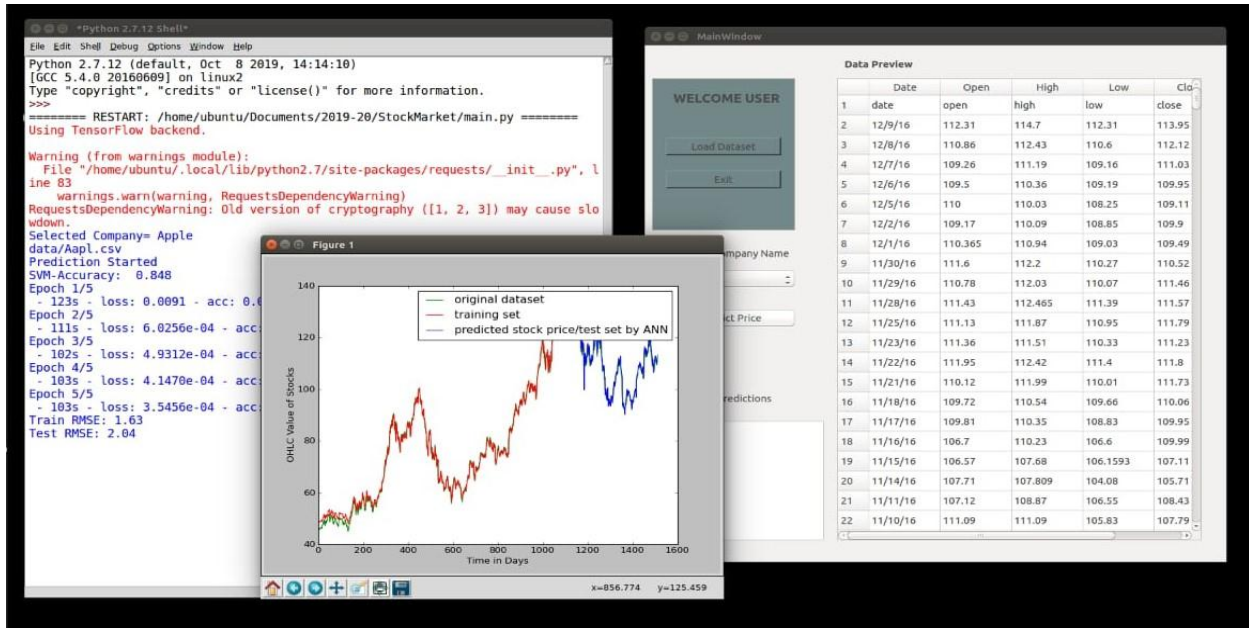 *Python 2.7.12 Shell*
File Edit Shell Debug Options Window Help
Python 2.7.12 (default, Oct 8 2019, 14:14:10)
[GCC 5.4.0 20160609] on linux2
Type "copyright", "credits" or "license()" for more information.
>>>
======== RESTART: /home/ubuntu/Documents/2019-20/StockMarket/main.py ========
Using TensorFlow backend.
Warning (from warnings module):
File "/home/ubuntu/.local/lib/python2.7/site-packages/requests/__init__.py", l
ine 83
warnings.warn(warning, RequestsDependencyWarning)
RequestsDependencyWarning: Old version of cryptography ([1, 2, 3]) may cause slo
wdown.
Selected Company= Apple
data/Aapl.csv
Prediction Started
SVM-Accuracy: 0.848
Epoch 1/5
- 123s - loss: 0.0091 - acc:
Epoch 2/5
- 111s - loss: 6.0256e-04 - acc:
Epoch 3/5
- 102s - loss: 4.9312e-04 - acc:
Epoch 4/5
- 103s - loss: 4.1470e-04 - acc:
Epoch 5/5
- 103s - loss: 3.5456e-04 - acc:
Train RMSE: 1.63
Test RMSE: 2.04
Figure 1
original dataset
training set
predicted stock price/test set by ANN
140
120
100
80
60
40
OHLC Value of Stocks
0 200 400 600 800 1000 1200 1400 1600
Time in Days
x=856.774 y=125.459
MainWindow
WELCOME USER
Load Dataset
Exit
ompany Name
ct Price
redictions
Data Preview
Date Open High Low Clo
1 date open high low close
2 12/9/16 112.31 114.7 112.31 113.95
3 12/8/16 110.86 112.43 110.6 112.12
4 12/7/16 109.26 111.19 109.16 111.03
5 12/6/16 109.5 110.36 109.19 109.95
6 12/5/16 110 110.03 108.25 109.11
7 12/2/16 109.17 110.09 108.85 109.9
8 12/1/16 110.365 110.94 109.03 109.49
9 11/30/16 111.6 112.2 110.27 110.52
10 11/29/16 110.78 112.03 110.07 111.46
11 11/28/16 111.43 112.465 111.39 111.57
12 11/25/16 111.13 111.87 110.95 111.79
13 11/23/16 111.36 111.51 110.33 111.23
14 11/22/16 111.95 112.42 111.4 111.8
15 11/21/16 110.12 111.99 110.01 111.73
16 11/18/16 109.72 110.54 109.66 110.06
17 11/17/16 109.81 110.35 108.83 109.95
18 11/16/16 106.7 110.23 106.6 109.99
19 11/15/16 106.57 107.68 106.1593 107.11
20 11/14/16 107.71 107.809 104.08 105.71
21 11/11/16 107.12 108.87 106.55 108.43
22 11/10/16 111.09 111.09 105.83 107.79